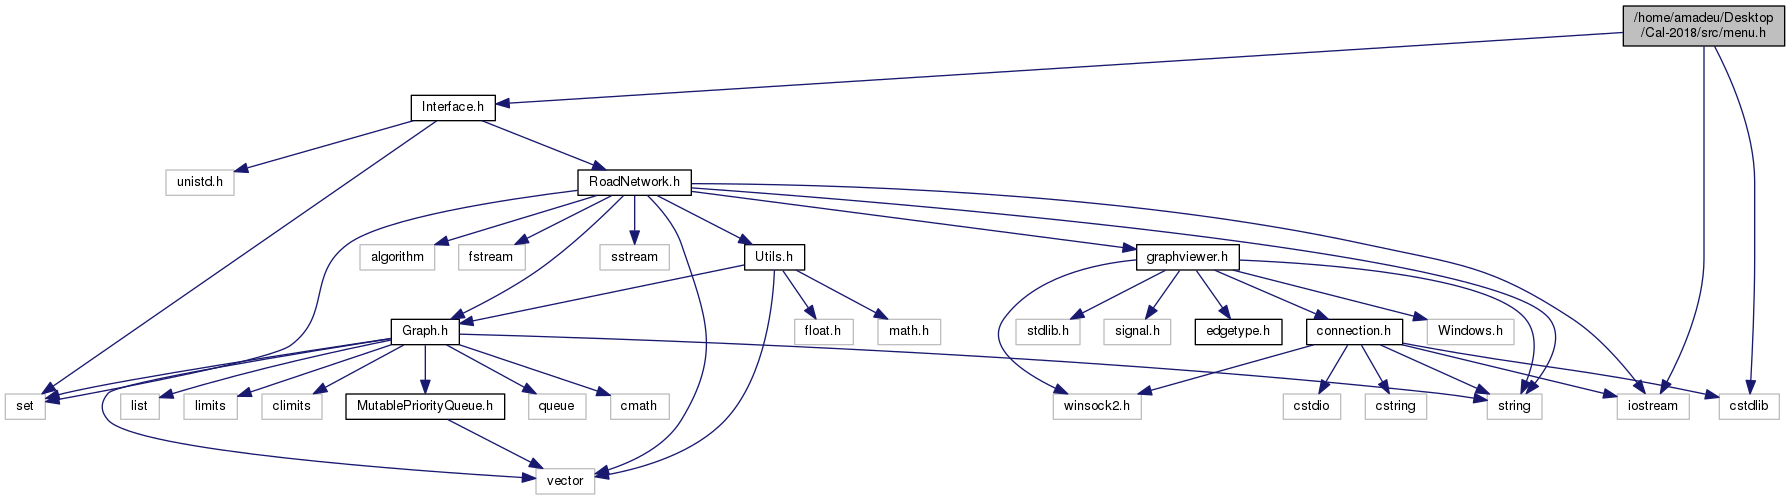 /home/amadeu/Desktop
/Cal-2018/src/menu.h
Interface.h
unistd.h
RoadNetwork.h
algorithm
fstream
sstream
Utils.h
graphviewer.h
Graph.h
float.h
math.h
stdlib.h
signal.h
edgetype.h
connection.h
Windows.h
set
list
limits
climits
MutablePriorityQueue.h
queue
cmath
winsock2.h
cstdio
cstring
string
iostream
cstdlib
vector